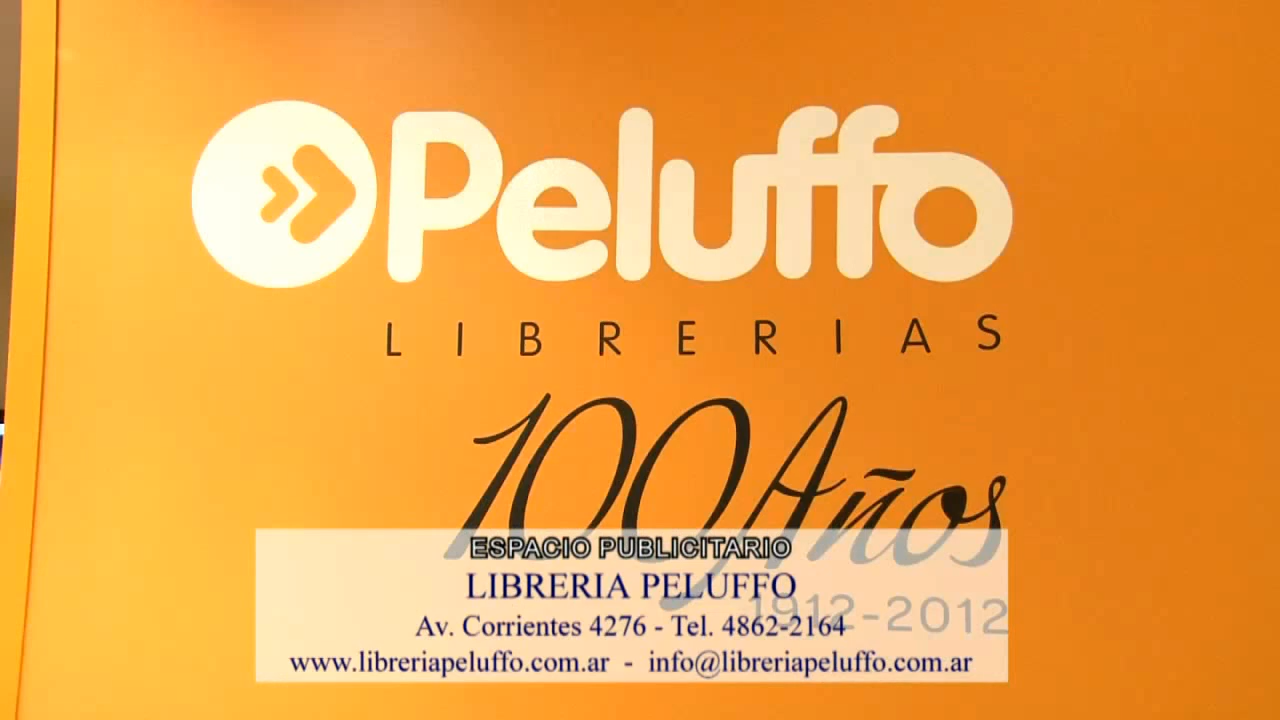 Peluffo
LIBRERIAS
100 Años
1912-2012
ESPACIO PUBLICITARIO
LIBRERIA PELUFFO
Av. Corrientes 4276 - Tel. 4862-2164
www.libreriapeluffo.com.ar - info@libreriapeluffo.com.ar